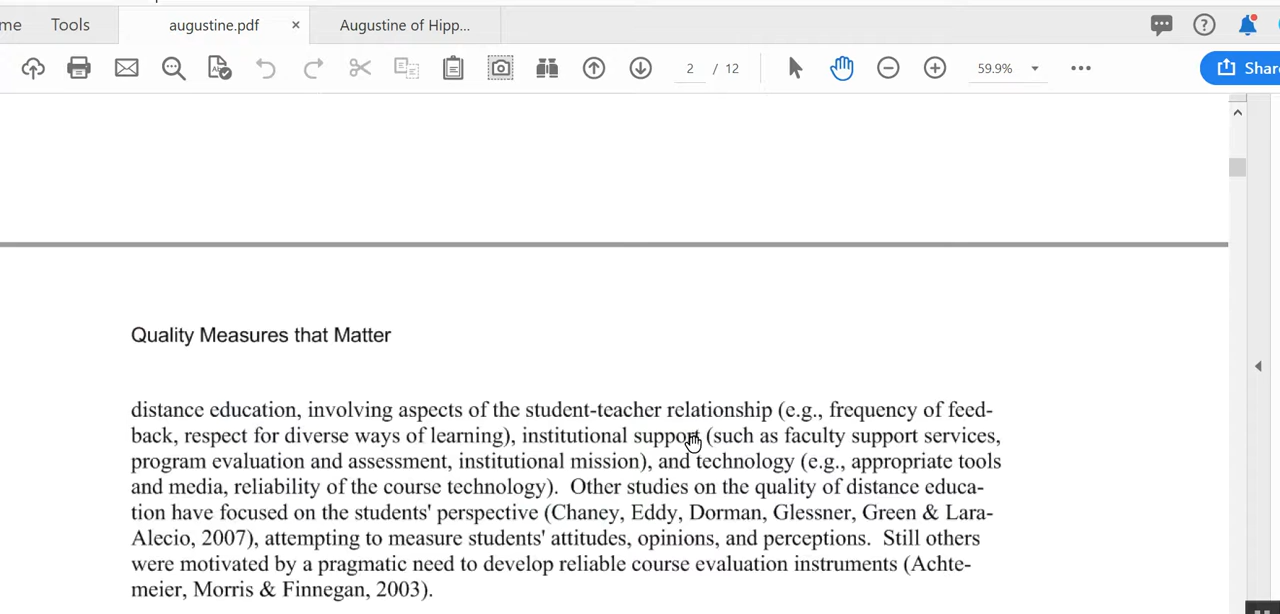 me Tools augustine.pdf × Augustine of Hipp...
2 / 12 59.9% Share
Quality Measures that Matter
distance education, involving aspects of the student-teacher relationship (e.g., frequency of feed-
back, respect for diverse ways of learning), institutional support (such as faculty support services,
program evaluation and assessment, institutional mission), and technology (e.g., appropriate tools
and media, reliability of the course technology).  Other studies on the quality of distance educa-
tion have focused on the students' perspective (Chaney, Eddy, Dorman, Glessner, Green & Lara-
Alecio, 2007), attempting to measure students' attitudes, opinions, and perceptions.  Still others
were motivated by a pragmatic need to develop reliable course evaluation instruments (Achte-
meier, Morris & Finnegan, 2003).